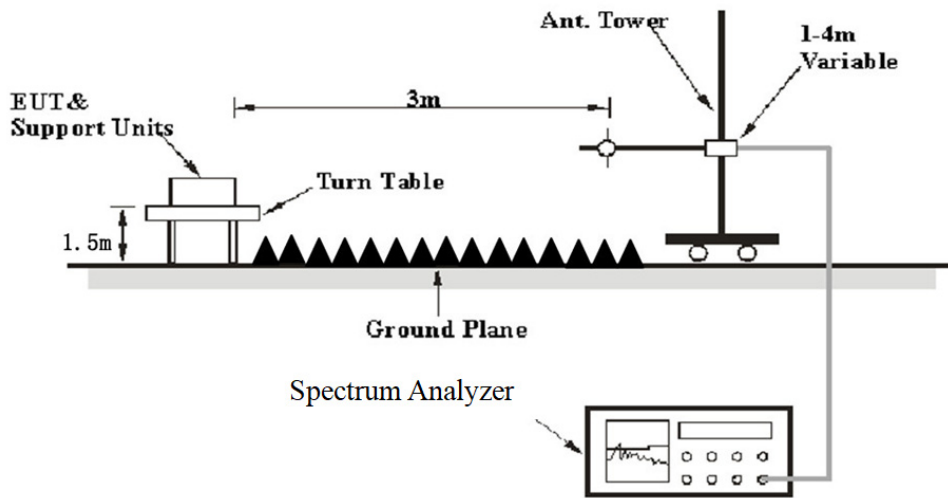 Ant. Tower
1-4m
Variable
EUT&
Support Units
3m
Turn Table
1.5m
Ground Plane
Spectrum Analyzer